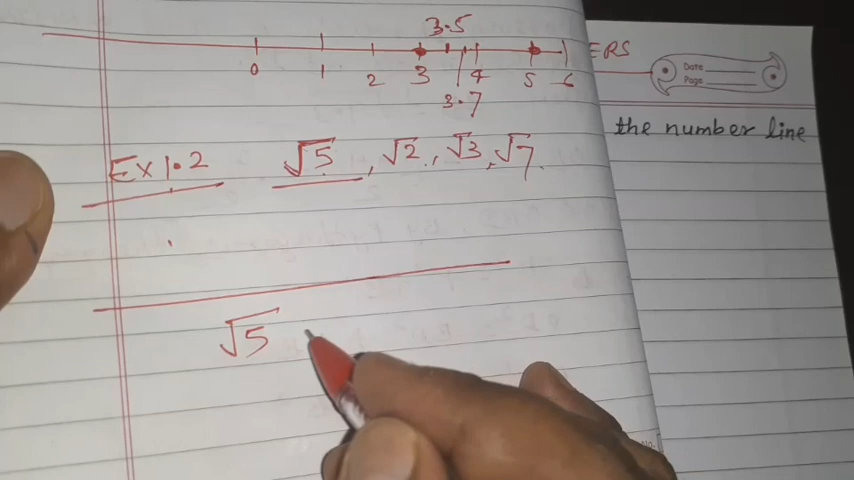 3.5
0 1 2 3 4 5 6
3.7
Ex 1.2 √5, √2, √3, √7
√5
ERS
Date
Page
the number line